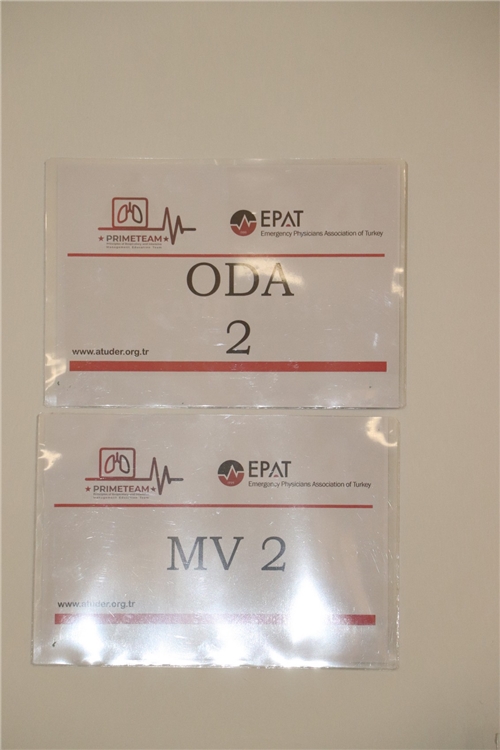 ★ PRIMETEAM ★
EPAT
Emergency Physicians Association of Turkey
ODA
2
www.atuder.org.tr
★ PRIMETEAM ★
EPAT
Emergency Physicians Association of Turkey
MV 2
www.atuder.org.tr